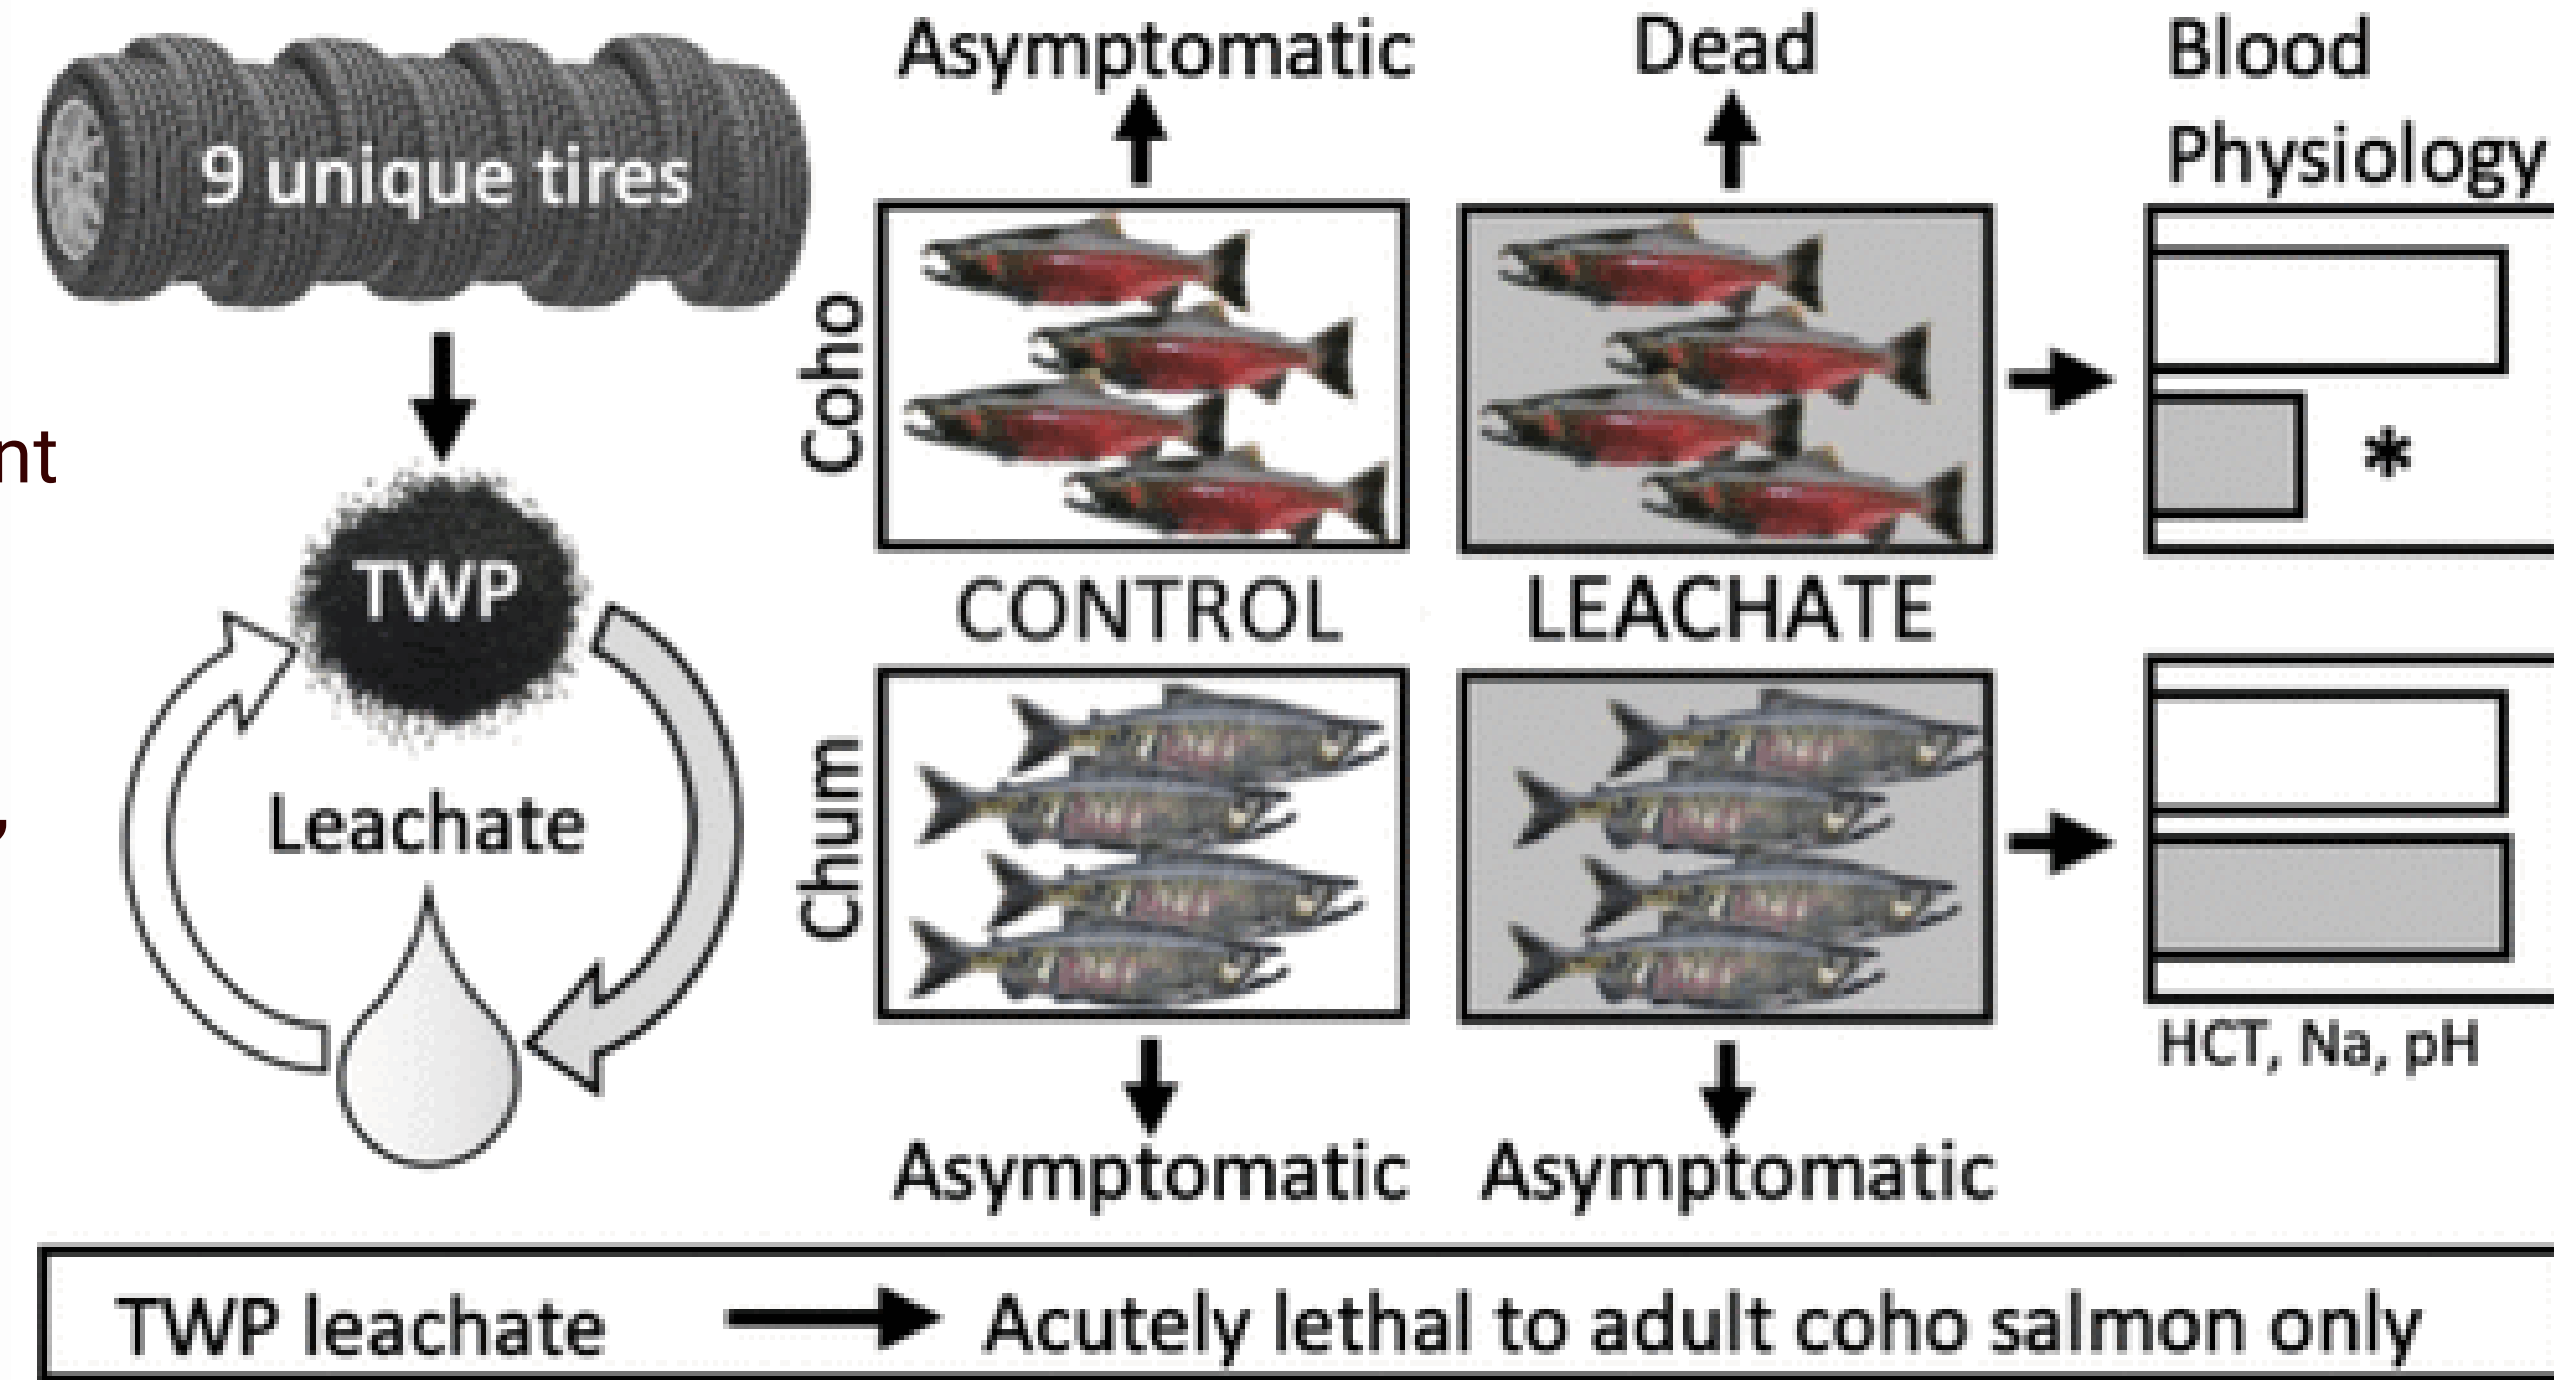 9 unique tires
nt
TWP
Leachate
,
Asymptomatic
Dead
Blood
Physiology
Coho
*
CONTROL
LEACHATE
Chum
HCT, Na, pH
Asymptomatic
Asymptomatic
TWP leachate
Acutely lethal to adult coho salmon only